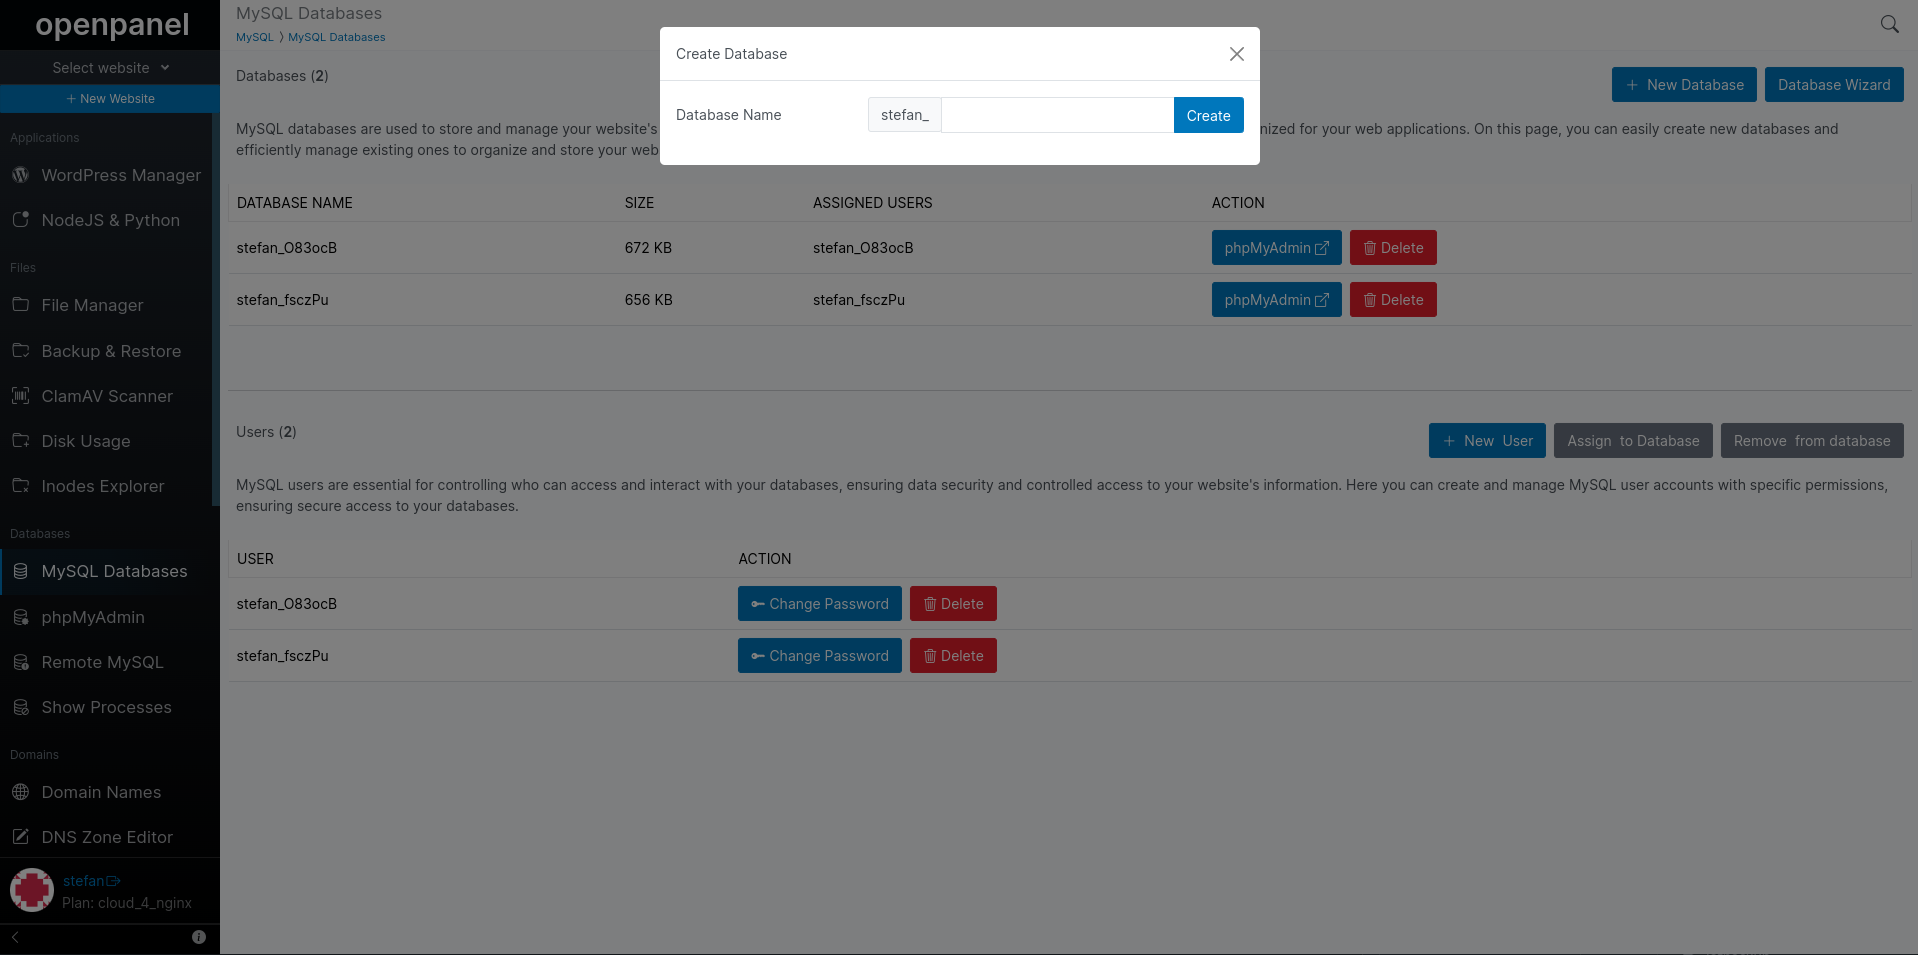 openpanel
Select website
+ New Website
Applications
WordPress Manager
NodeJS & Python
Files
File Manager
Backup & Restore
ClamAV Scanner
Disk Usage
Inodes Explorer
Databases
MySQL Databases
phpMyAdmin
Remote MySQL
Show Processes
Domains
Domain Names
DNS Zone Editor
stefan
Plan: cloud_4_nginx
MySQL Databases
MySQL MySQL Databases
Create Database
Database Name stefan_ Create
Databases (2)
+ New Database Database Wizard
MySQL databases are used to store and manage your website's nized for your web applications. On this page, you can easily create new databases and
efficiently manage existing ones to organize and store your web
DATABASE NAME SIZE ASSIGNED USERS ACTION
stefan_O83ocB 672 KB stefan_O83ocB phpMyAdmin Delete
stefan_fsczPu 656 KB stefan_fsczPu phpMyAdmin Delete
Users (2)
+ New User Assign to Database Remove from database
MySQL users are essential for controlling who can access and interact with your databases, ensuring data security and controlled access to your website's information. Here you can create and manage MySQL user accounts with specific permissions,
ensuring secure access to your databases.
USER ACTION
stefan_O83ocB Change Password Delete
stefan_fsczPu Change Password Delete